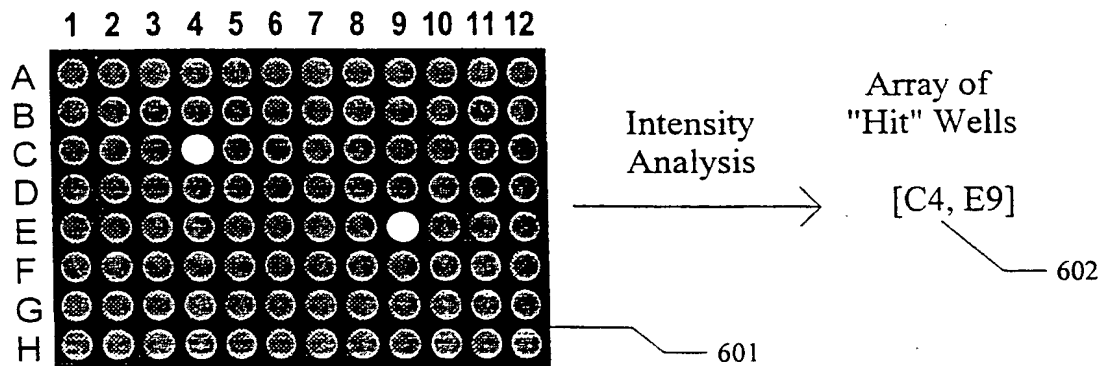 1 2 3 4 5 6 7 8 9 10 11 12
A
B
C
D
E
F
G
H
Intensity
Analysis
Array of
"Hit" Wells
[C4, E9]
602
601